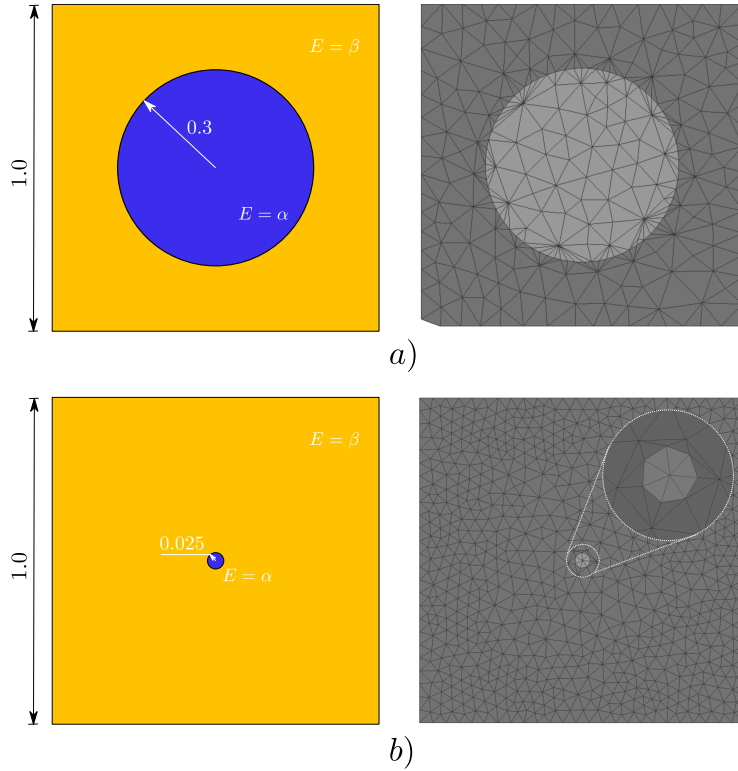 E = β
0.3
1.0
E = α
a)
E = β
0.025
1.0
E = α
b)